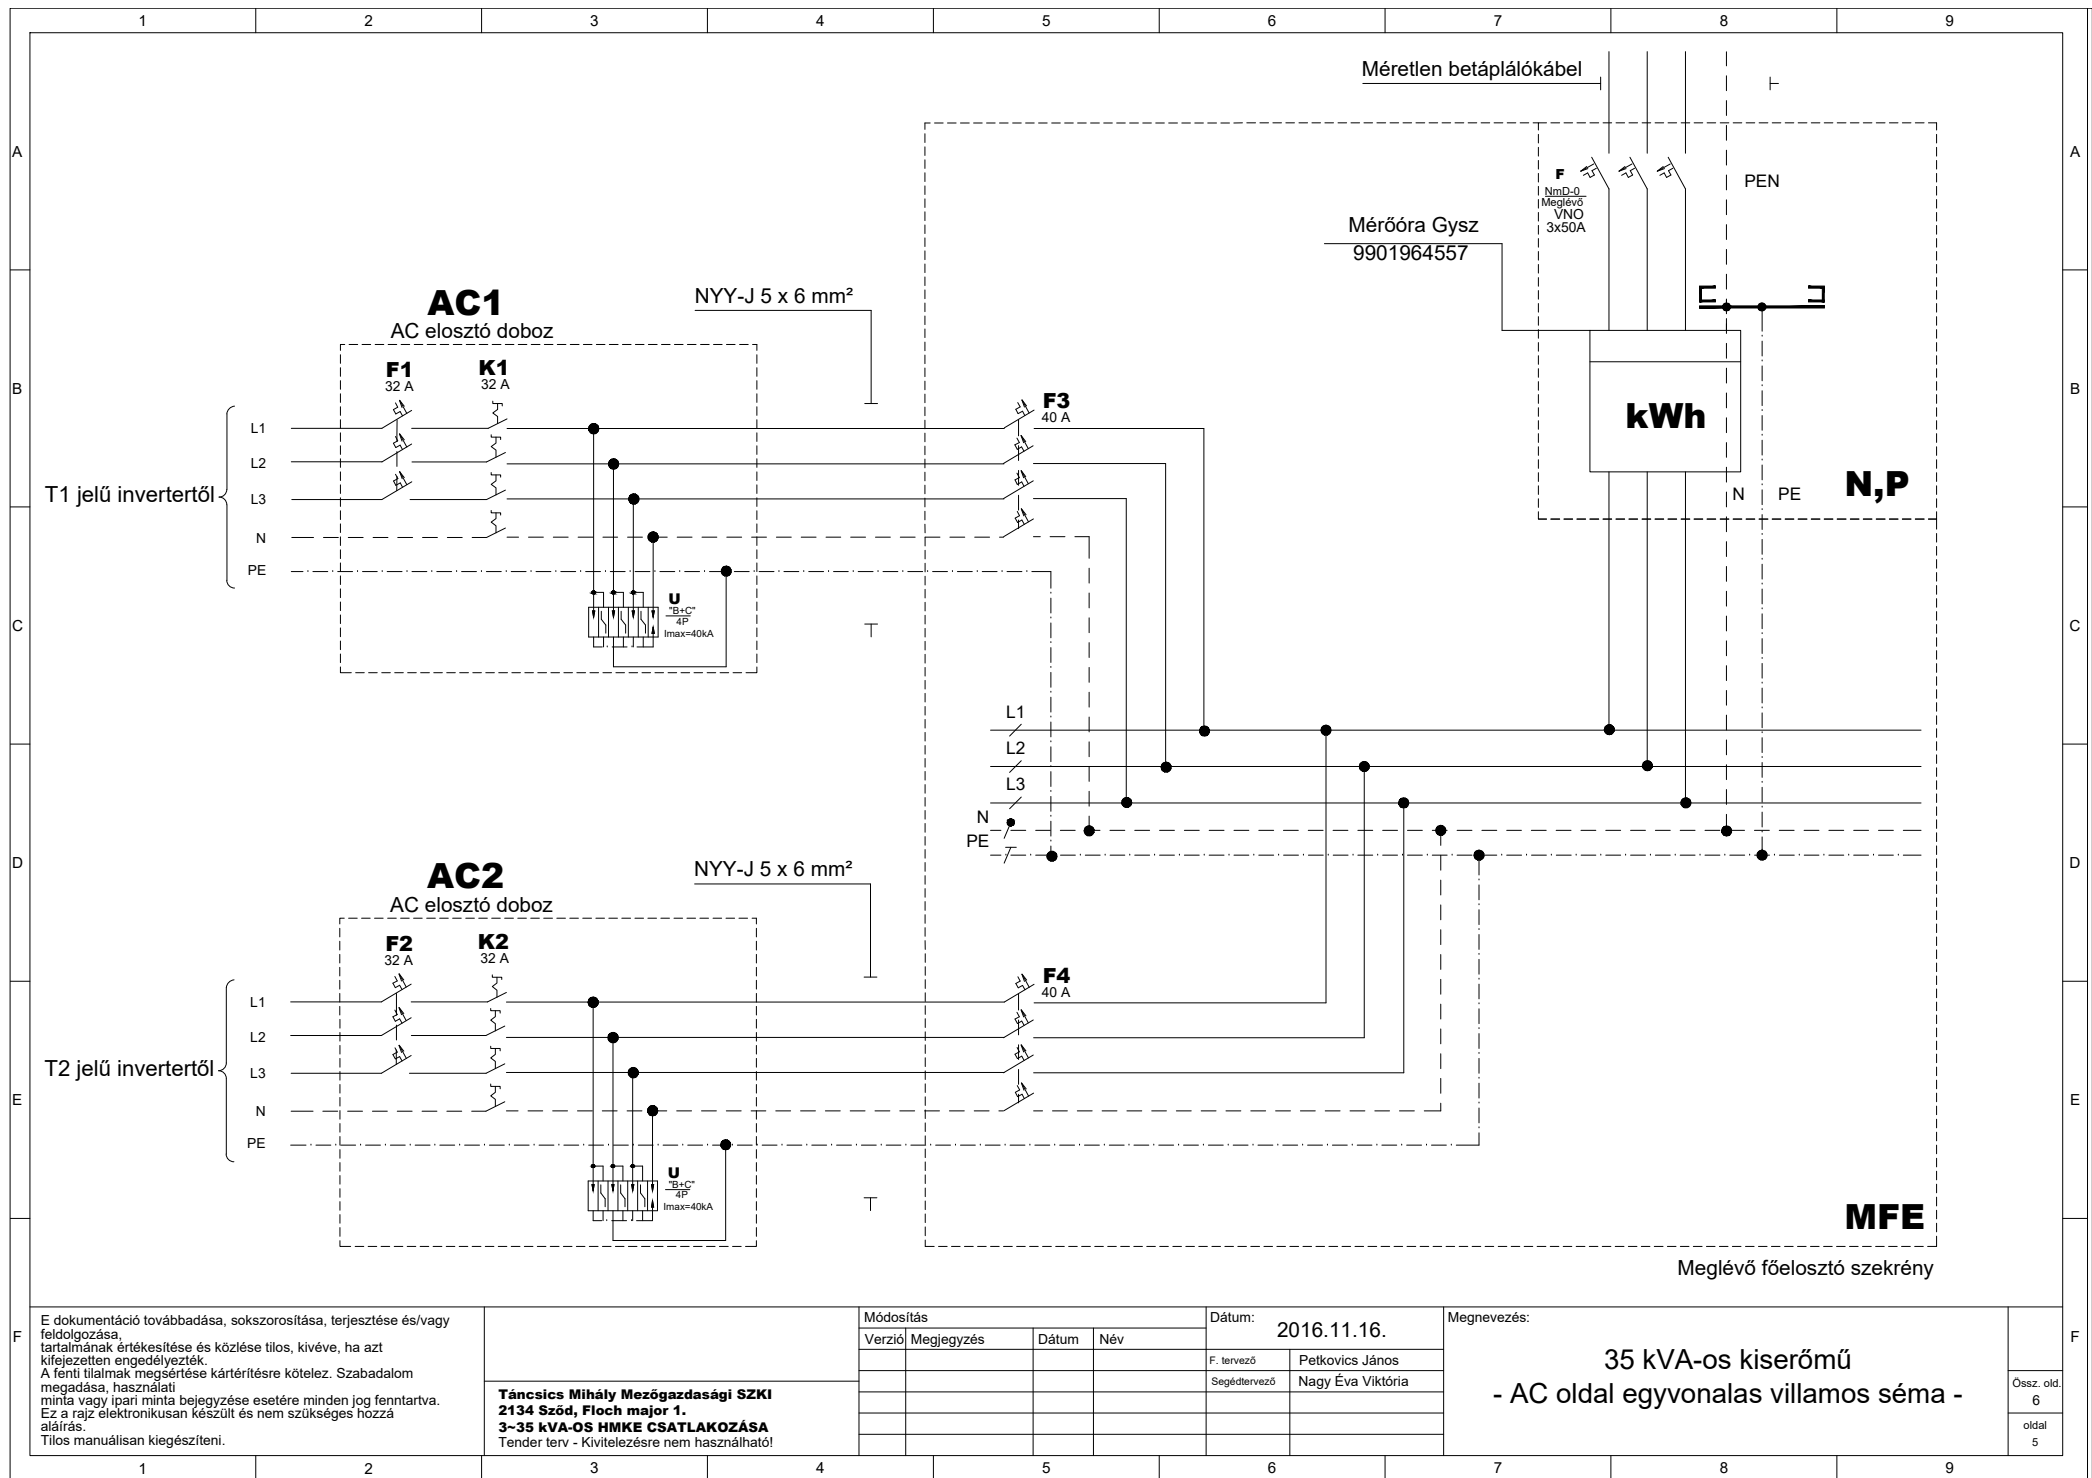 1 2 3 4 5 6 7 8 9
Méretlen betáplálókábel
A
A
F
NmD-0
Meglévő
VNO
3x50A
PEN
Mérőóra Gysz
9901964557
AC1
AC elosztó doboz
NYY-J 5 x 6 mm²
F1
32 A
K1
32 A
B
B
F3
40 A
kWh
L1
L2
L3
N
PE
T1 jelű invertertől
N
PE
N,P
U
"B+C"
4P
Imax=40kA
C
C
L1
L2
L3
N
PE
D
D
AC2
AC elosztó doboz
NYY-J 5 x 6 mm²
F2
32 A
K2
32 A
F4
40 A
L1
L2
L3
N
PE
T2 jelű invertertől
E
E
U
"B+C"
4P
Imax=40kA
MFE
Meglévő főelosztó szekrény
F
F
E dokumentáció továbbadása, sokszorosítása, terjesztése és/vagy
feldolgozása,
tartalmának értékesítése és közlése tilos, kivéve, ha azt
kifejezetten engedélyezték.
A fenti tilalmak megsértése kártérítésre kötelez. Szabadalom
megadása, használati
minta vagy ipari minta bejegyzése esetére minden jog fenntartva.
Ez a rajz elektronikusan készült és nem szükséges hozzá
aláírás.
Tilos manuálisan kiegészíteni.
Táncsics Mihály Mezőgazdasági SZKI
2134 Sződ, Floch major 1.
3~35 kVA-OS HMKE CSATLAKOZÁSA
Tender terv - Kivitelezésre nem használható!
Módosítás
Verzió Megjegyzés Dátum Név
Dátum:
2016.11.16.
F. tervező Petkovics János
Segédtervező Nagy Éva Viktória
Megnevezés:
35 kVA-os kiserőmű
- AC oldal egyvonalas villamos séma -
Össz. old.
6
oldal
5
1 2 3 4 5 6 7 8 9